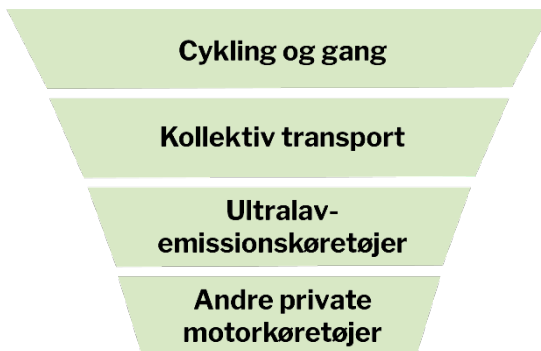 Cykling og gang
Kollektiv transport
Ultralav-
emissionskøretøjer
Andre private
motorkøretøjer